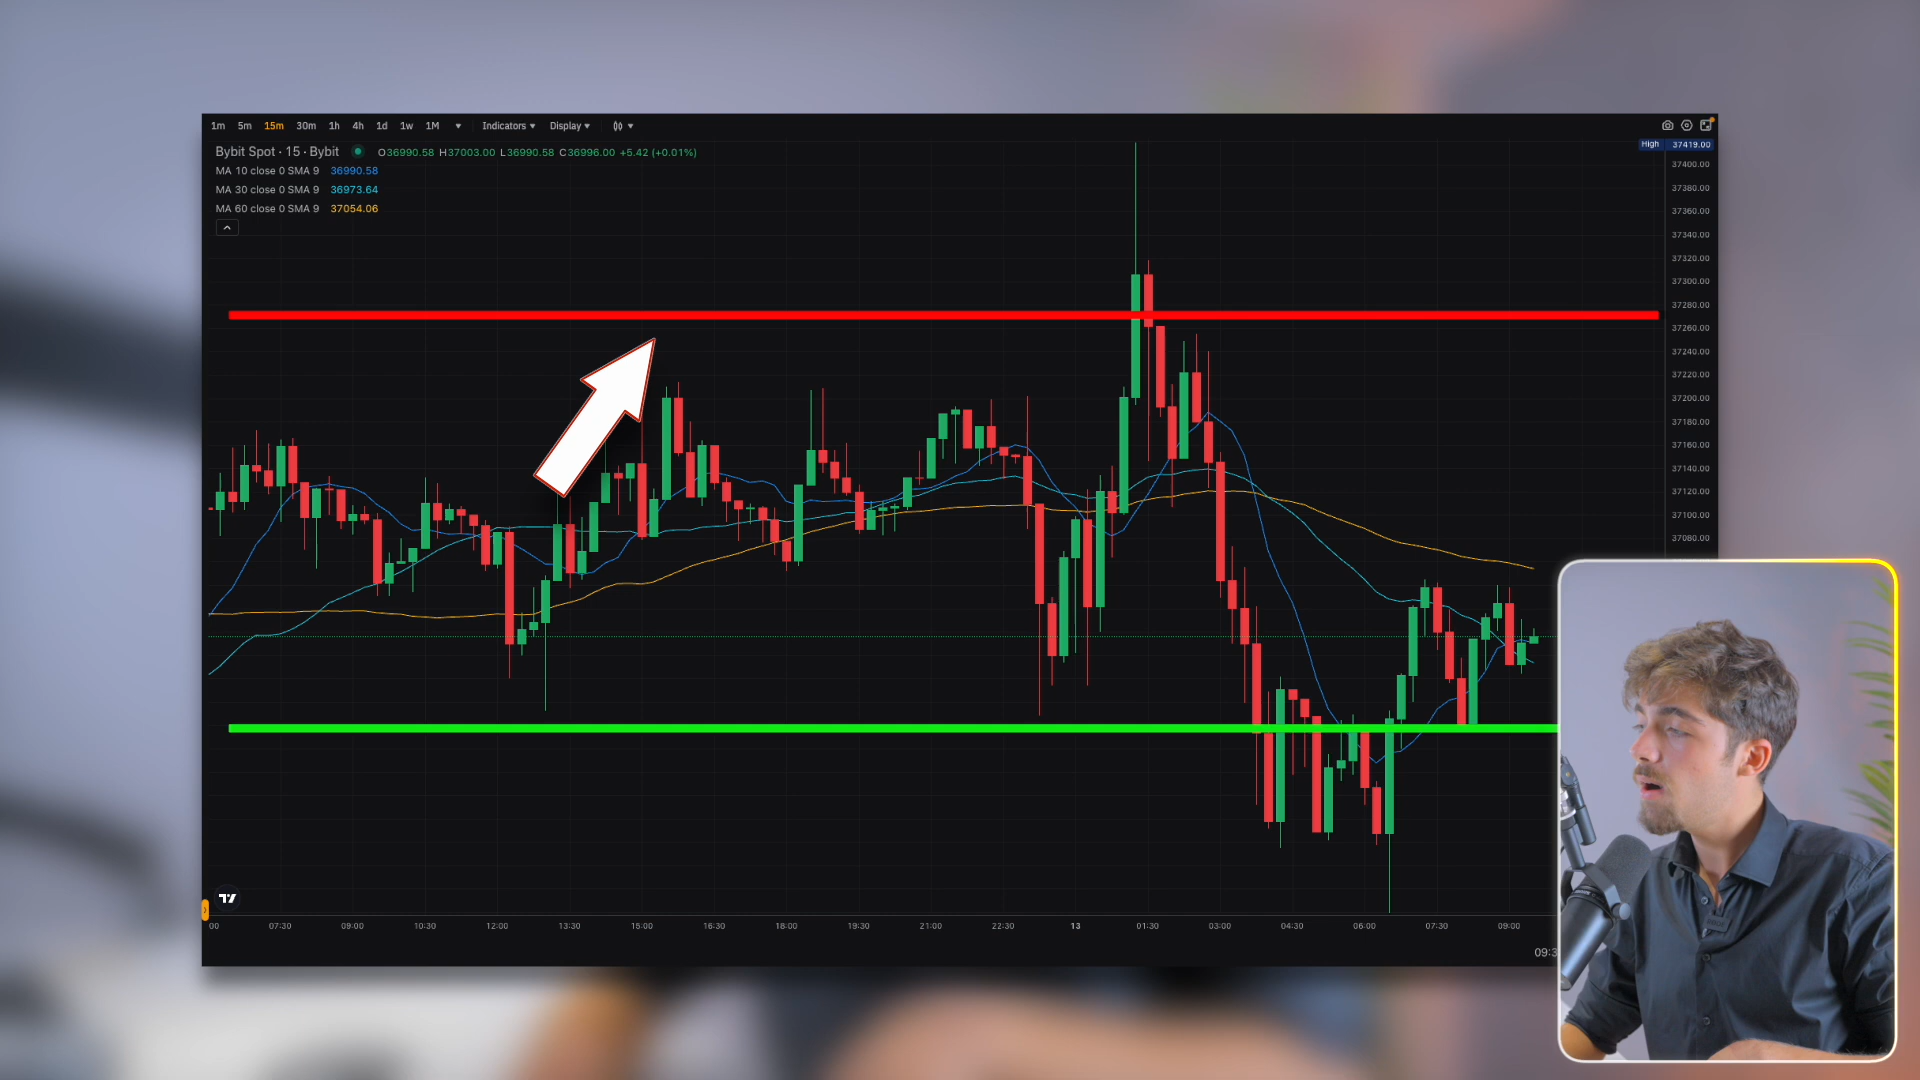 1m 5m 15m 30m 1h 4h 1d 1w 1M Indicators Display
Bybit Spot · 15 · Bybit O36990.58 H37003.00 L36990.58 C36996.00 +5.42 (+0.01%)
MA 10 close 0 SMA 9 36990.58
MA 30 close 0 SMA 9 36973.64
MA 60 close 0 SMA 9 37054.06
High 37419.00
37400.00
37380.00
37360.00
37340.00
37320.00
37300.00
37280.00
37260.00
37240.00
37220.00
37200.00
37180.00
37160.00
37140.00
37120.00
37100.00
37080.00
00 07:30 09:00 10:30 12:00 13:30 15:00 16:30 18:00 19:30 21:00 22:30 13 01:30 03:00 04:30 06:00 07:30 09:00
09:3